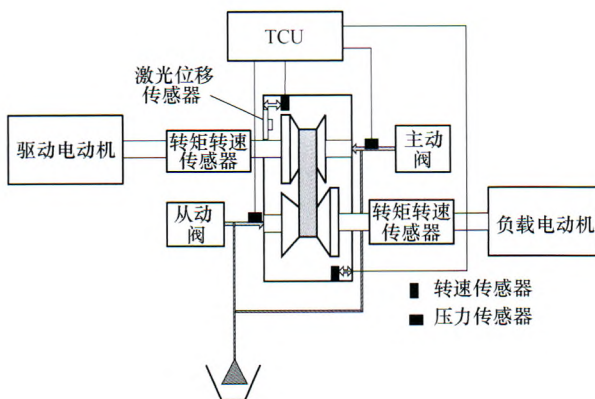 TCU
激光位移
传感器
驱动电动机
转矩转速
传感器
主动
阀
从动
阀
转矩转速
传感器
负载电动机
转速传感器
压力传感器